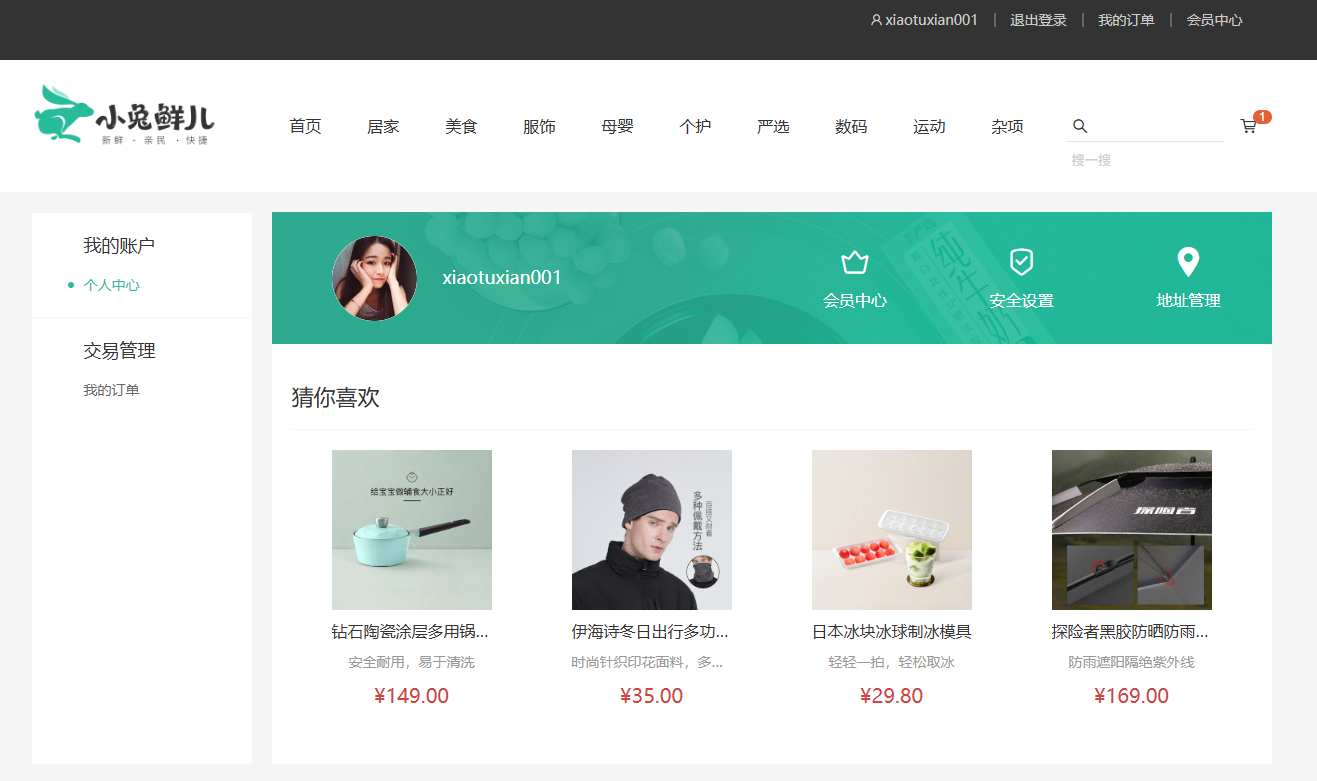 xiaotuxian001 | 退出登录 | 我的订单 | 会员中心
小兔鲜儿
新鲜 · 亲民 · 快捷
首页 居家 美食 服饰 母婴 个护 严选 数码 运动 杂项
1
搜一搜
我的账户
个人中心
交易管理
我的订单
xiaotuxian001
会员中心 安全设置 地址管理
纯牛奶
猜你喜欢
给宝宝做辅食大小正好
多种佩戴方法
百搭又耐看
探险者
钻石陶瓷涂层多用锅...
安全耐用，易于清洗
¥149.00
伊海诗冬日出行多功...
时尚针织印花面料，多...
¥35.00
日本冰块冰球制冰模具
轻轻一拍，轻松取冰
¥29.80
探险者黑胶防晒防雨...
防雨遮阳隔绝紫外线
¥169.00